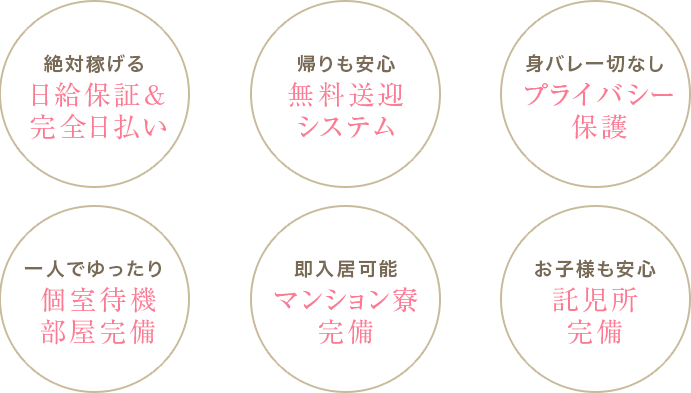 絶対稼げる
日給保証&
完全日払い
帰りも安心
無料送迎
システム
身バレ一切なし
プライバシー
保護
一人でゆったり
個室待機
部屋完備
即入居可能
マンション寮
完備
お子様も安心
託児所
完備